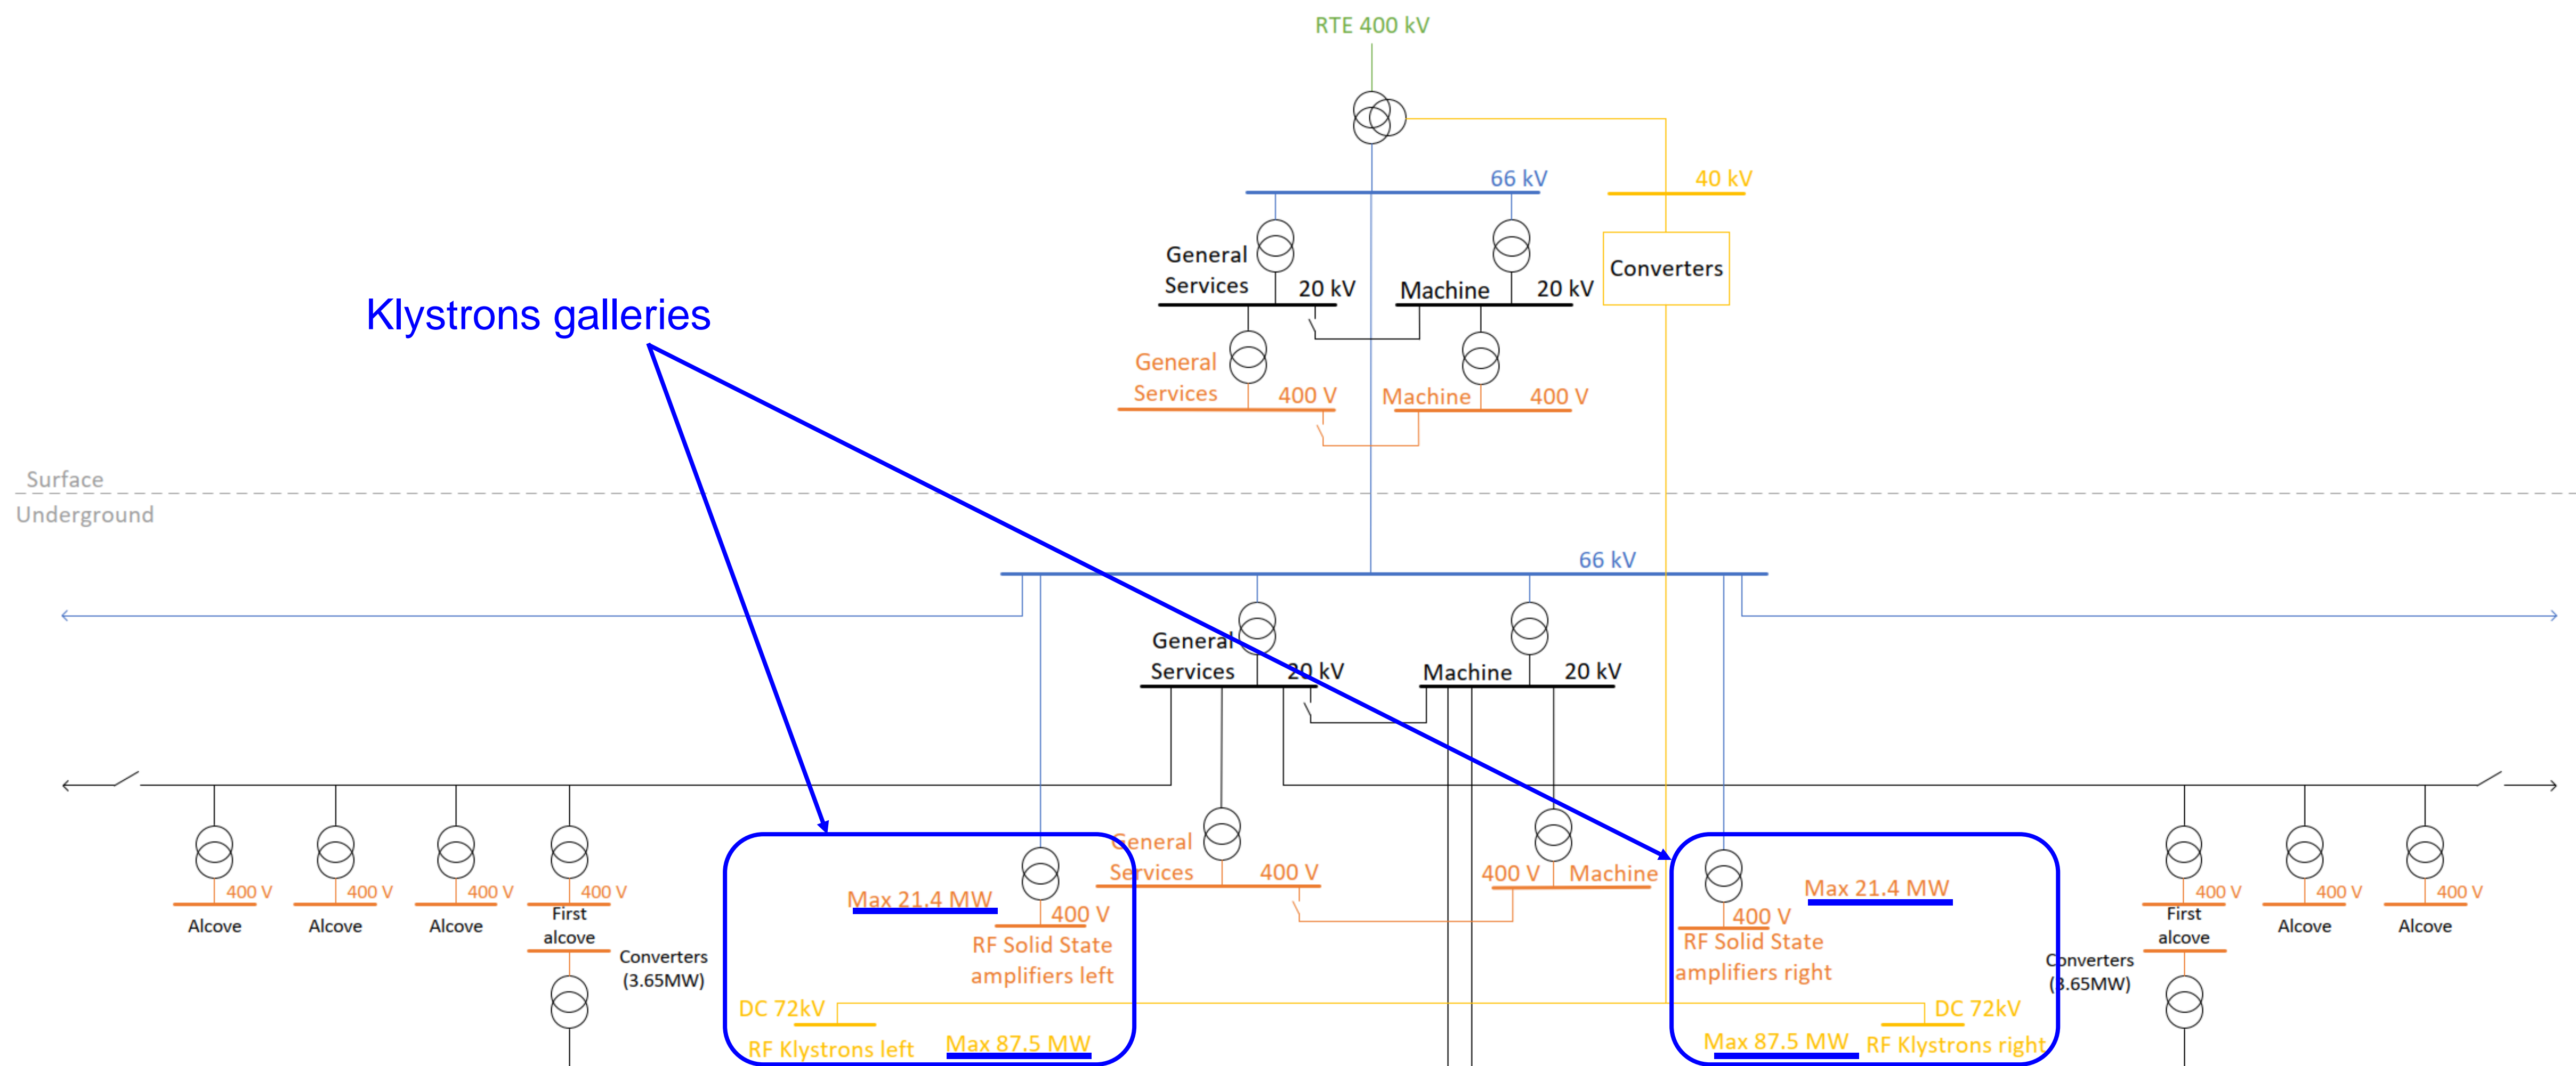 RTE 400 kV
66 kV
40 kV
General
Services
20 kV
Machine
20 kV
Converters
Klystrons galleries
General
Services
400 V
Machine
400 V
Surface
Underground
66 kV
General
Services
20 kV
Machine
20 kV
General
Services
400 V
400 V
Machine
400 V
Alcove
400 V
Alcove
400 V
Alcove
400 V
First
alcove
Converters
(3.65MW)
Max 21.4 MW
400 V
RF Solid State
amplifiers left
DC 72kV
RF Klystrons left
Max 87.5 MW
Max 21.4 MW
400 V
RF Solid State
amplifiers right
DC 72kV
Max 87.5 MW
RF Klystrons right
Converters
(3.65MW)
400 V
First
alcove
400 V
Alcove
400 V
Alcove